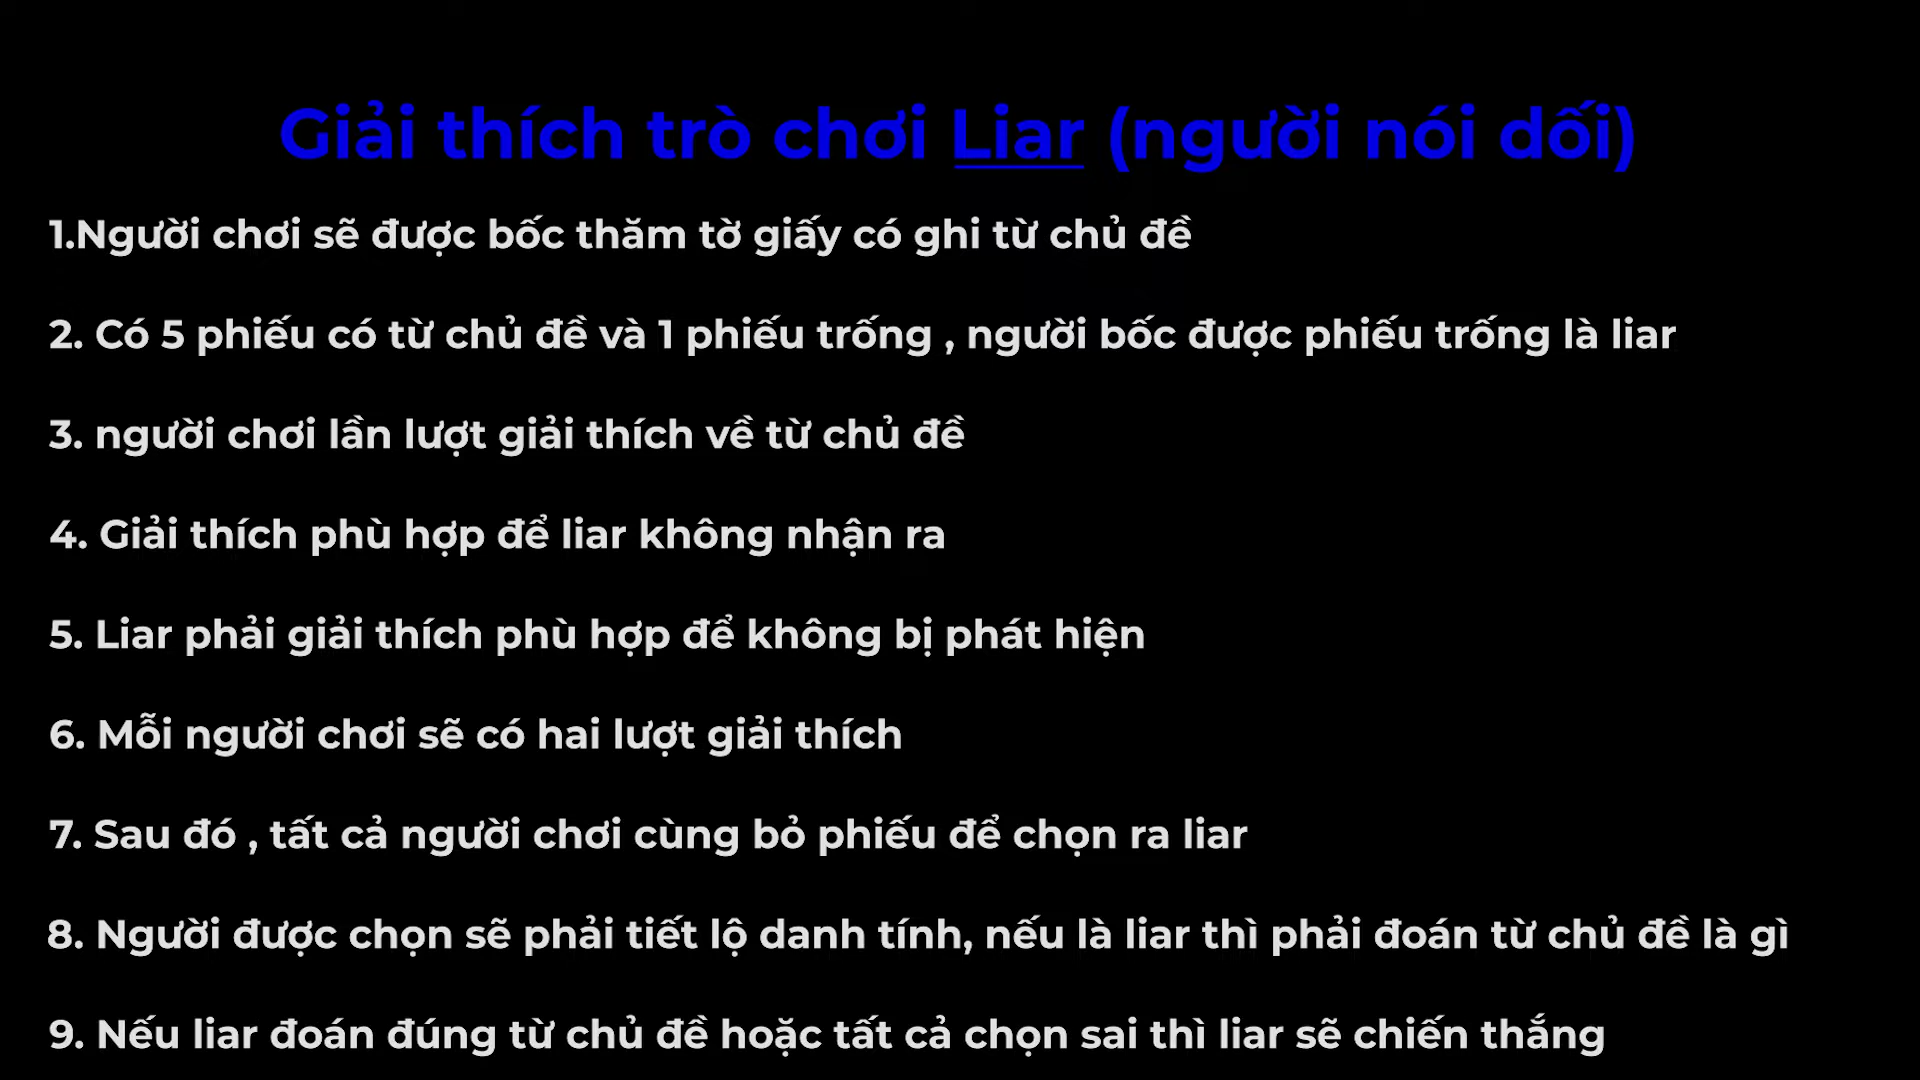 Giải thích trò chơi Liar (người nói dối)
1.Người chơi sẽ được bốc thăm tờ giấy có ghi từ chủ đề
2. Có 5 phiếu có từ chủ đề và 1 phiếu trống , người bốc được phiếu trống là liar
3. người chơi lần lượt giải thích về từ chủ đề
4. Giải thích phù hợp để liar không nhận ra
5. Liar phải giải thích phù hợp để không bị phát hiện
6. Mỗi người chơi sẽ có hai lượt giải thích
7. Sau đó , tất cả người chơi cùng bỏ phiếu để chọn ra liar
8. Người được chọn sẽ phải tiết lộ danh tính, nếu là liar thì phải đoán từ chủ đề là gì
9. Nếu liar đoán đúng từ chủ đề hoặc tất cả chọn sai thì liar sẽ chiến thắng